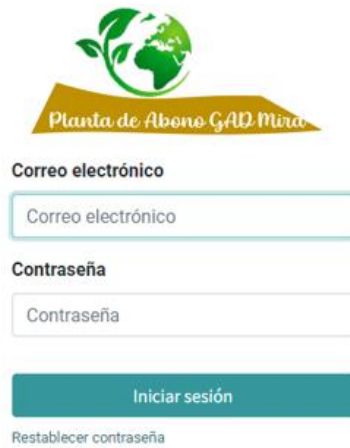 Planta de Abono GAD Mira
Correo electrónico
Correo electrónico
Contraseña
Contraseña
Iniciar sesión
Restablecer contraseña